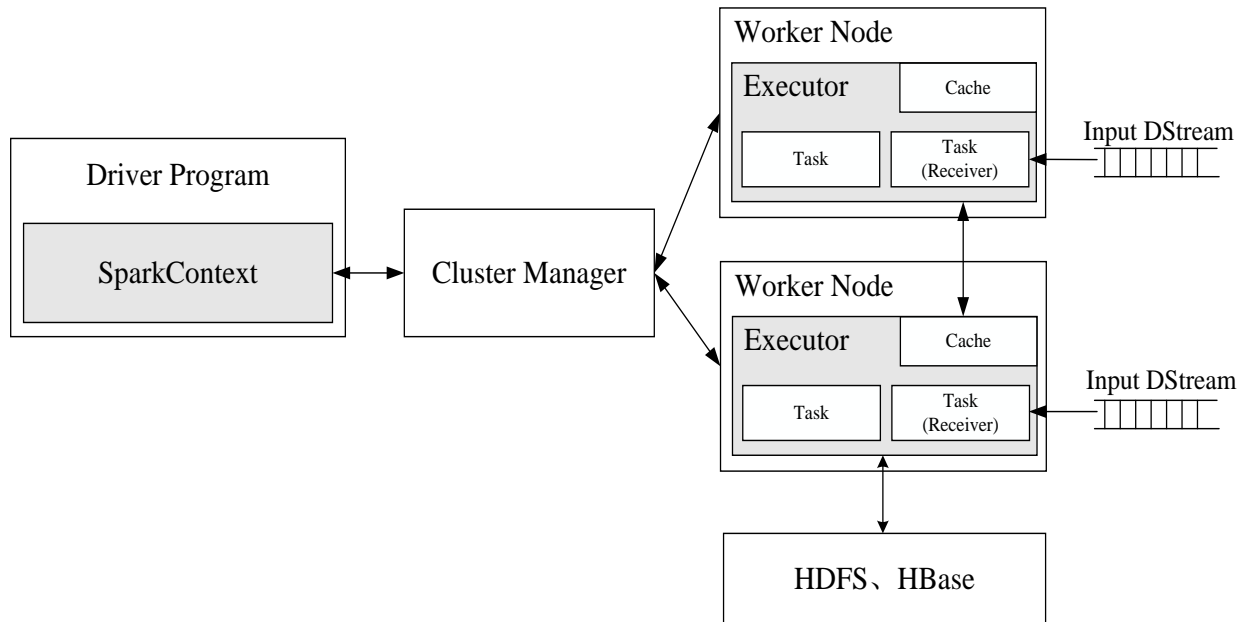 Driver Program
SparkContext
Cluster Manager
Worker Node
Executor
Cache
Task
Task
(Receiver)
Input DStream
Worker Node
Executor
Cache
Task
Task
(Receiver)
Input DStream
HDFS、HBase